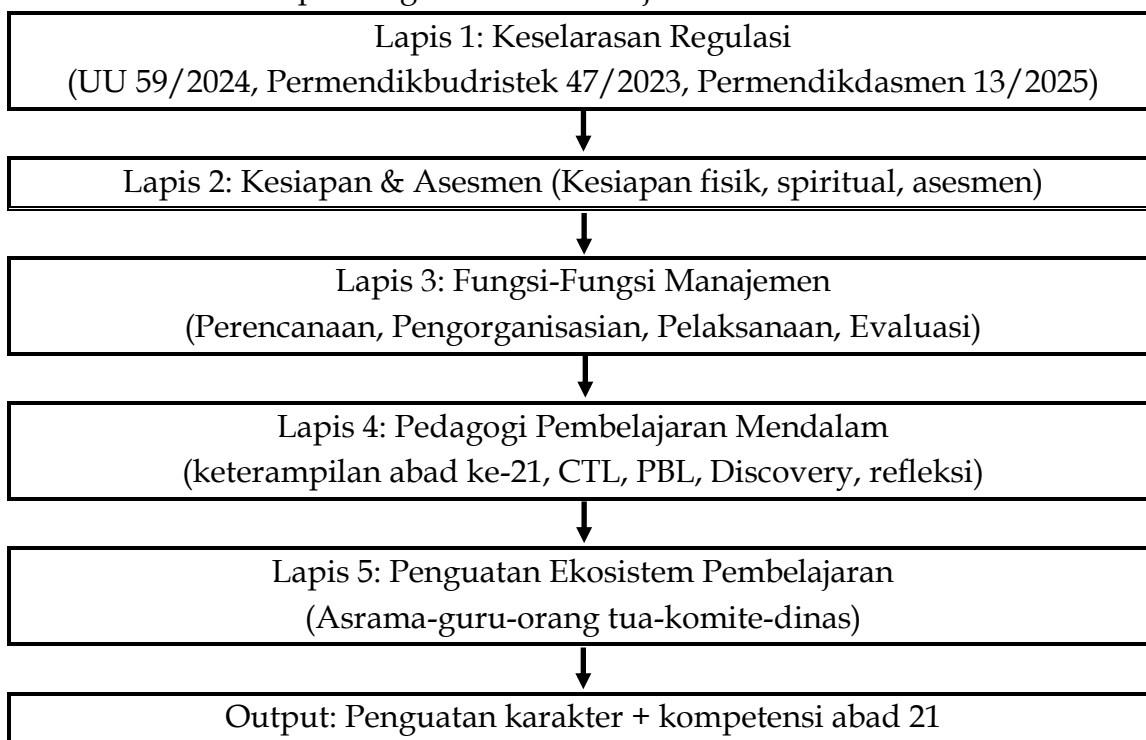 Lapis 1: Keselarasan Regulasi
(UU 59/2024, Permendikbudristek 47/2023, Permendikdasmen 13/2025)
Lapis 2: Kesiapan & Asesmen (Kesiapan fisik, spiritual, asesmen)
Lapis 3: Fungsi-Fungsi Manajemen
(Perencanaan, Pengorganisasian, Pelaksanaan, Evaluasi)
Lapis 4: Pedagogi Pembelajaran Mendalam
(keterampilan abad ke-21, CTL, PBL, Discovery, refleksi)
Lapis 5: Penguatan Ekosistem Pembelajaran
(Asrama-guru-orang tua-komite-dinas)
Output: Penguatan karakter + kompetensi abad 21